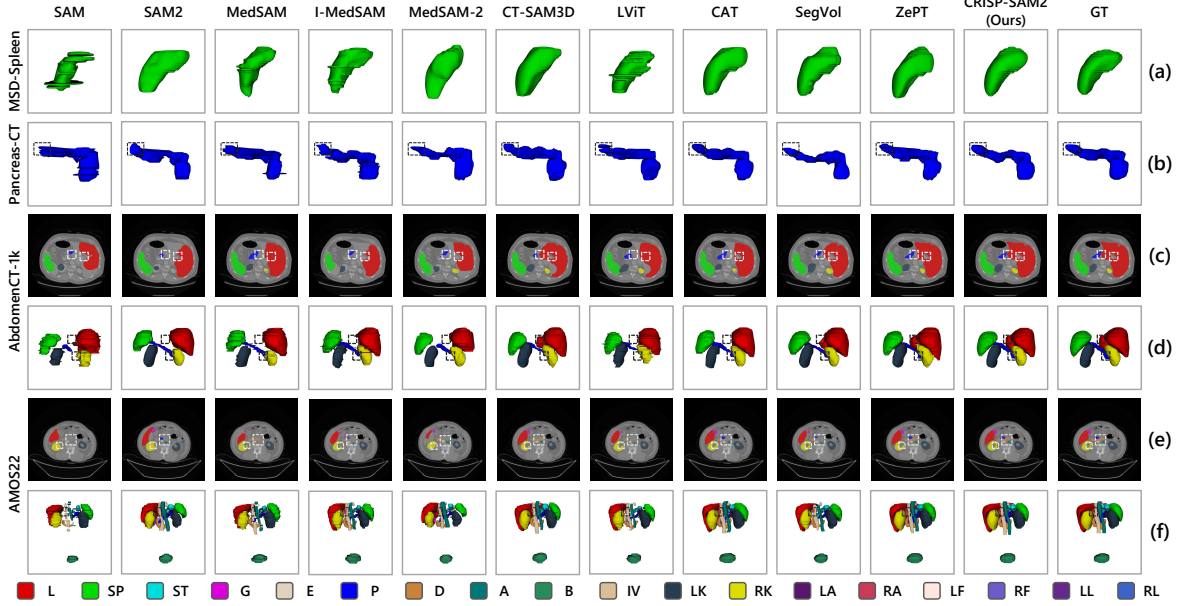 SAM SAM2 MedSAM I-MedSAM MedSAM-2 CT-SAM3D LViT CAT SegVol ZePT CRISP-SAM2 (Ours) GT
MSD-Spleen
(a)
Pancreas-CT
(b)
AbdomenCT-1k
(c)
(d)
AMOS22
(e)
(f)
L SP ST G E P D A B IV LK RK LA RA LF RF LL RL